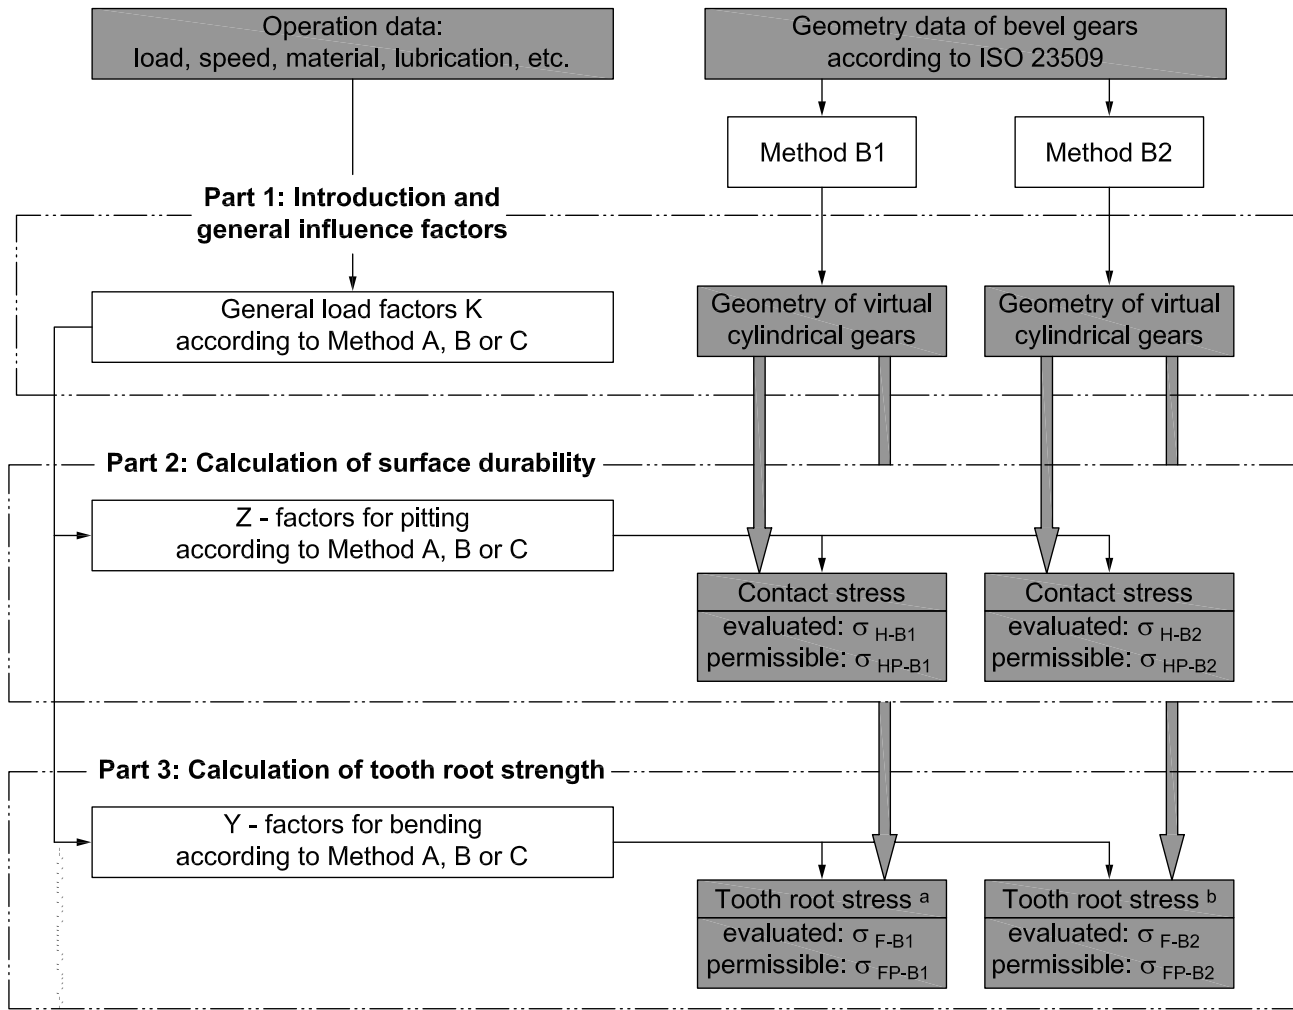 Operation data:
load, speed, material, lubrication, etc.
Geometry data of bevel gears
according to ISO 23509
Method B1
Method B2
Part 1: Introduction and
general influence factors
General load factors K
according to Method A, B or C
Geometry of virtual
cylindrical gears
Geometry of virtual
cylindrical gears
Part 2: Calculation of surface durability
Z - factors for pitting
according to Method A, B or C
Contact stress
evaluated: σ H-B1
permissible: σ HP-B1
Contact stress
evaluated: σ H-B2
permissible: σ HP-B2
Part 3: Calculation of tooth root strength
Y - factors for bending
according to Method A, B or C
Tooth root stress a
evaluated: σ F-B1
permissible: σ FP-B1
Tooth root stress b
evaluated: σ F-B2
permissible: σ FP-B2